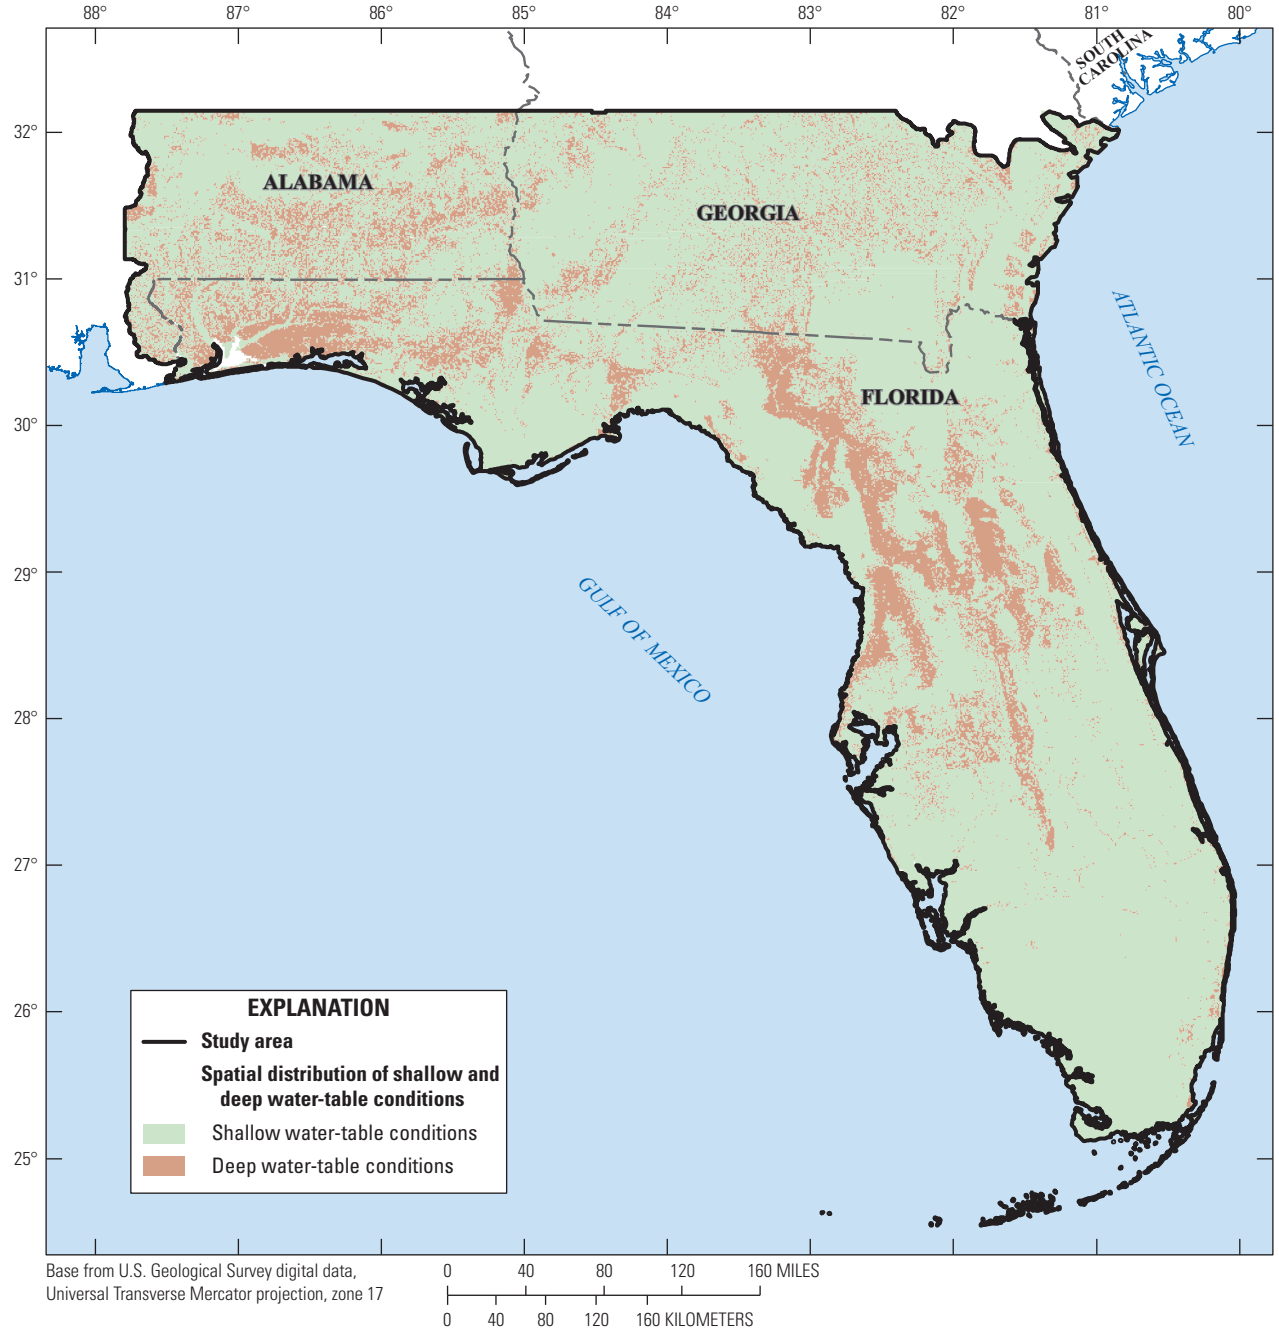 88° 87° 86° 85° 84° 83° 82° 81° 80°
SOUTH
CAROLINA
32°
ALABAMA
GEORGIA
31°
ATLANTIC OCEAN
FLORIDA
30°
29°
GULF OF MEXICO
28°
27°
26°
25°
EXPLANATION
Study area
Spatial distribution of shallow and
deep water-table conditions
Shallow water-table conditions
Deep water-table conditions
Base from U.S. Geological Survey digital data,
Universal Transverse Mercator projection, zone 17
0 40 80 120 160 MILES
0 40 80 120 160 KILOMETERS